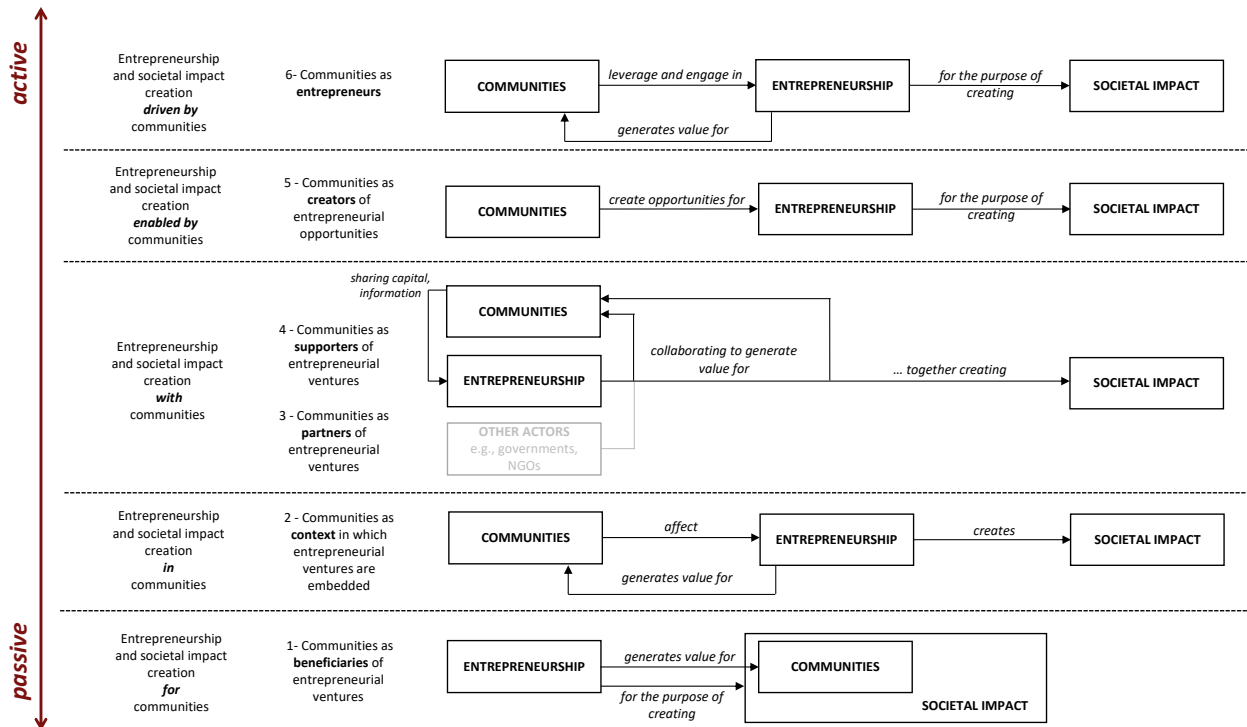 active
Entrepreneurship
and societal impact
creation
driven by
communities
6- Communities as
entrepreneurs
COMMUNITIES
leverage and engage in
ENTREPRENEURSHIP
for the purpose of
creating
SOCIETAL IMPACT
generates value for
Entrepreneurship
and societal impact
creation
enabled by
communities
5 - Communities as
creators of
entrepreneurial
opportunities
COMMUNITIES
create opportunities for
ENTREPRENEURSHIP
for the purpose of
creating
SOCIETAL IMPACT
Entrepreneurship
and societal impact
creation
with
communities
4 - Communities as
supporters of
entrepreneurial
ventures
3 - Communities as
partners of
entrepreneurial
ventures
sharing capital,
information
COMMUNITIES
ENTREPRENEURSHIP
OTHER ACTORS
e.g., governments,
NGOs
collaborating to generate
value for
... together creating
SOCIETAL IMPACT
Entrepreneurship
and societal impact
creation
in
communities
2 - Communities as
context in which
entrepreneurial
ventures are
embedded
COMMUNITIES
affect
ENTREPRENEURSHIP
creates
SOCIETAL IMPACT
generates value for
passive
Entrepreneurship
and societal impact
creation
for
communities
1- Communities as
beneficiaries of
entrepreneurial
ventures
ENTREPRENEURSHIP
generates value for
for the purpose of
creating
COMMUNITIES
SOCIETAL IMPACT